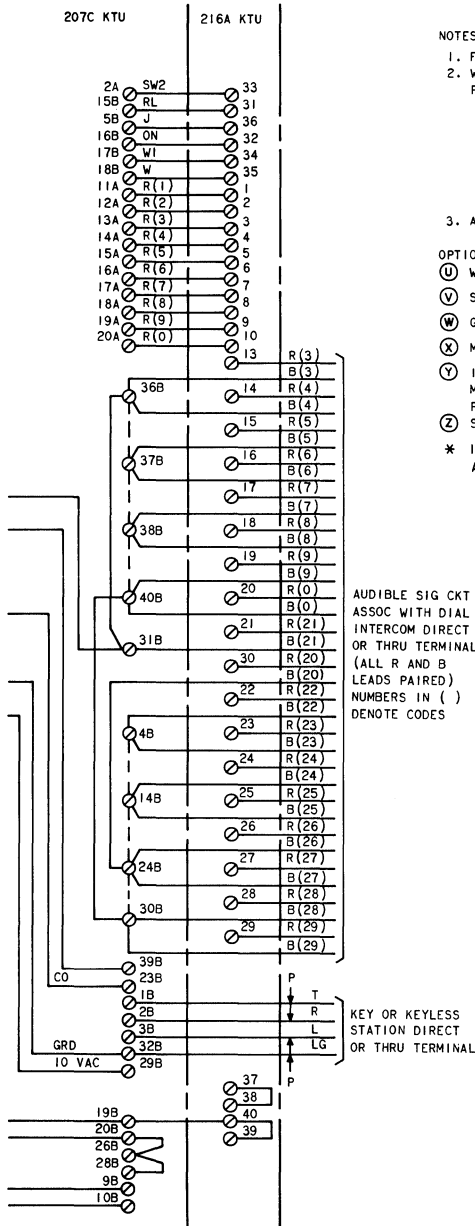 207C KTU
216A KTU
NOTES
1. F
2. W
3. A
OPTIO
U W
V S
W G
X M
Y I
M
F
Z S
* I
A
2A SW2 33
15B RL 31
5B J 36
16B ON 32
17B W1 34
18B W 35
11A R(1) 1
12A R(2) 2
13A R(3) 3
14A R(4) 4
15A R(5) 5
16A R(6) 6
17A R(7) 7
18A R(8) 8
19A R(9) 9
20A R(0) 10
13 R(3)
B(3)
36B 14 R(4)
B(4)
15 R(5)
B(5)
37B 16 R(6)
B(6)
17 R(7)
B(7)
38B 18 R(8)
B(8)
19 R(9)
B(9)
40B 20 R(0)
B(0)
21 R(21)
B(21)
31B 30 R(20)
B(20)
22 R(22)
B(22)
4B 23 R(23)
B(23)
24 R(24)
B(24)
14B 25 R(25)
B(25)
26 R(26)
B(26)
24B 27 R(27)
B(27)
28 R(28)
B(28)
30B 29 R(29)
B(29)
AUDIBLE SIG CKT
ASSOC WITH DIAL
INTERCOM DIRECT
OR THRU TERMINAL
(ALL R AND B
LEADS PAIRED)
NUMBERS IN ( )
DENOTE CODES
39B
CO 23B
1B P T
2B R
3B L
GRD 32B LG
10 VAC 29B P
KEY OR KEYLESS
STATION DIRECT
OR THRU TERMINAL
37
38
19B 40
20B 39
26B
28B
9B
10B